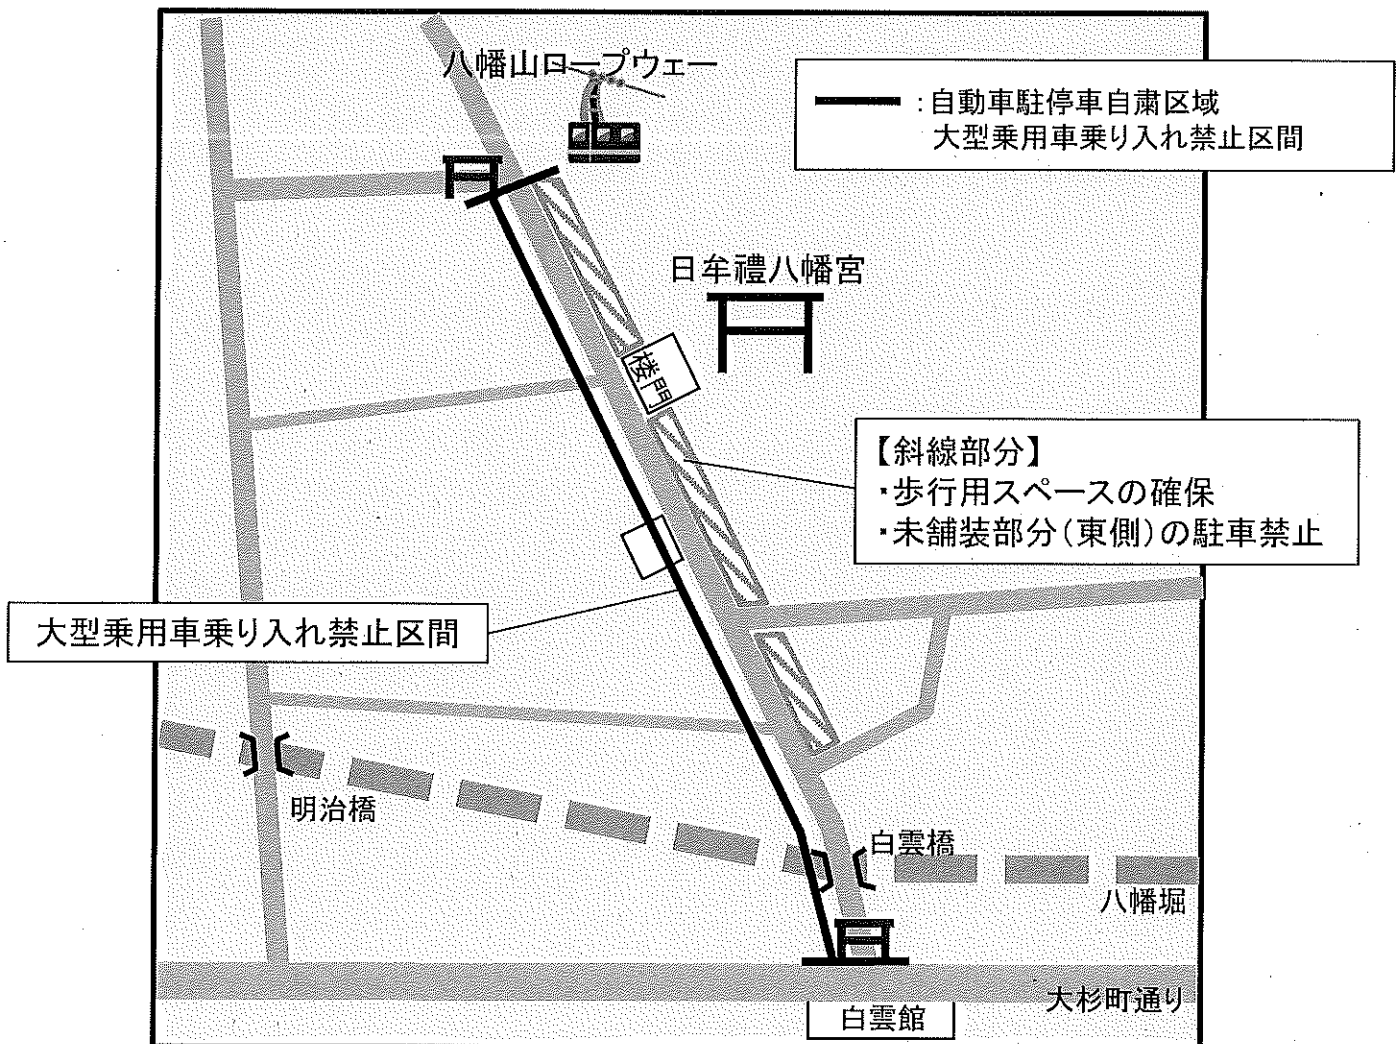 八幡山ロープウェー
：自動車駐停車自粛区域
大型乗用車乗り入れ禁止区間
日牟禮八幡宮
楼門
【斜線部分】
・歩行用スペースの確保
・未舗装部分（東側）の駐車禁止
大型乗用車乗り入れ禁止区間
明治橋
白雲橋
八幡堀
大杉町通り
白雲館